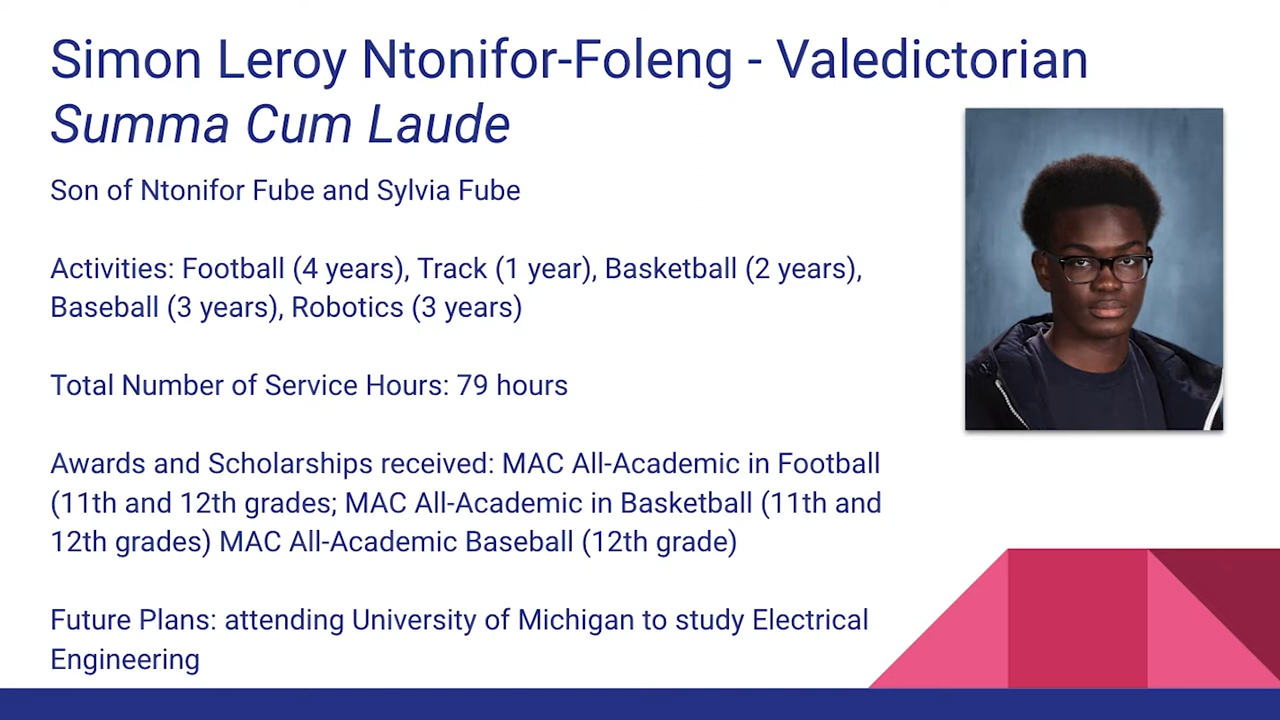 Simon Leroy Ntonifor-Foleng - Valedictorian
Summa Cum Laude
Son of Ntonifor Fube and Sylvia Fube
Activities: Football (4 years), Track (1 year), Basketball (2 years),
Baseball (3 years), Robotics (3 years)
Total Number of Service Hours: 79 hours
Awards and Scholarships received: MAC All-Academic in Football
(11th and 12th grades; MAC All-Academic in Basketball (11th and
12th grades) MAC All-Academic Baseball (12th grade)
Future Plans: attending University of Michigan to study Electrical
Engineering